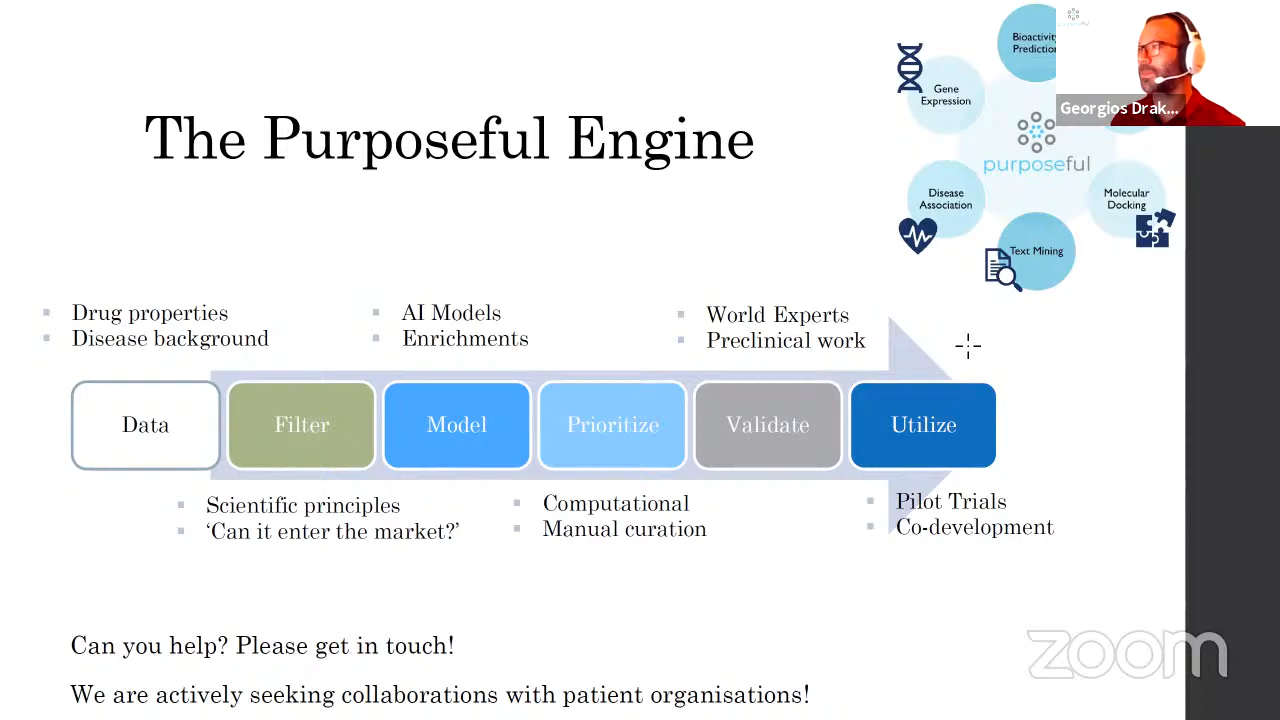 The Purposeful Engine
Bioactivity
Prediction
Gene
Expression
purposeful
Disease
Association
Molecular
Docking
Text Mining
Georgios Drak...
Drug properties
Disease background
AI Models
Enrichments
World Experts
Preclinical work
Data
Filter
Model
Prioritize
Validate
Utilize
Scientific principles
‘Can it enter the market?’
Computational
Manual curation
Pilot Trials
Co-development
Can you help? Please get in touch!
We are actively seeking collaborations with patient organisations!
zoom